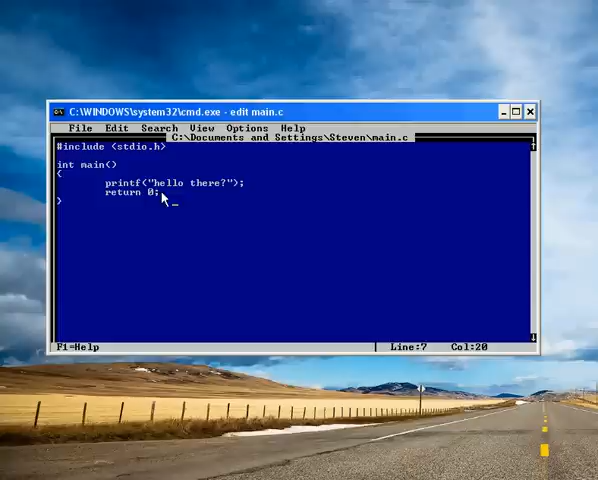 C:\WINDOWS\system32\cmd.exe - edit main.c
File Edit Search View Options Help
C:\Documents and Settings\Steven\main.c
#include <stdio.h>
int main()
{
printf("hello there?");
return 0;
}
F1=Help Line:7 Col:20